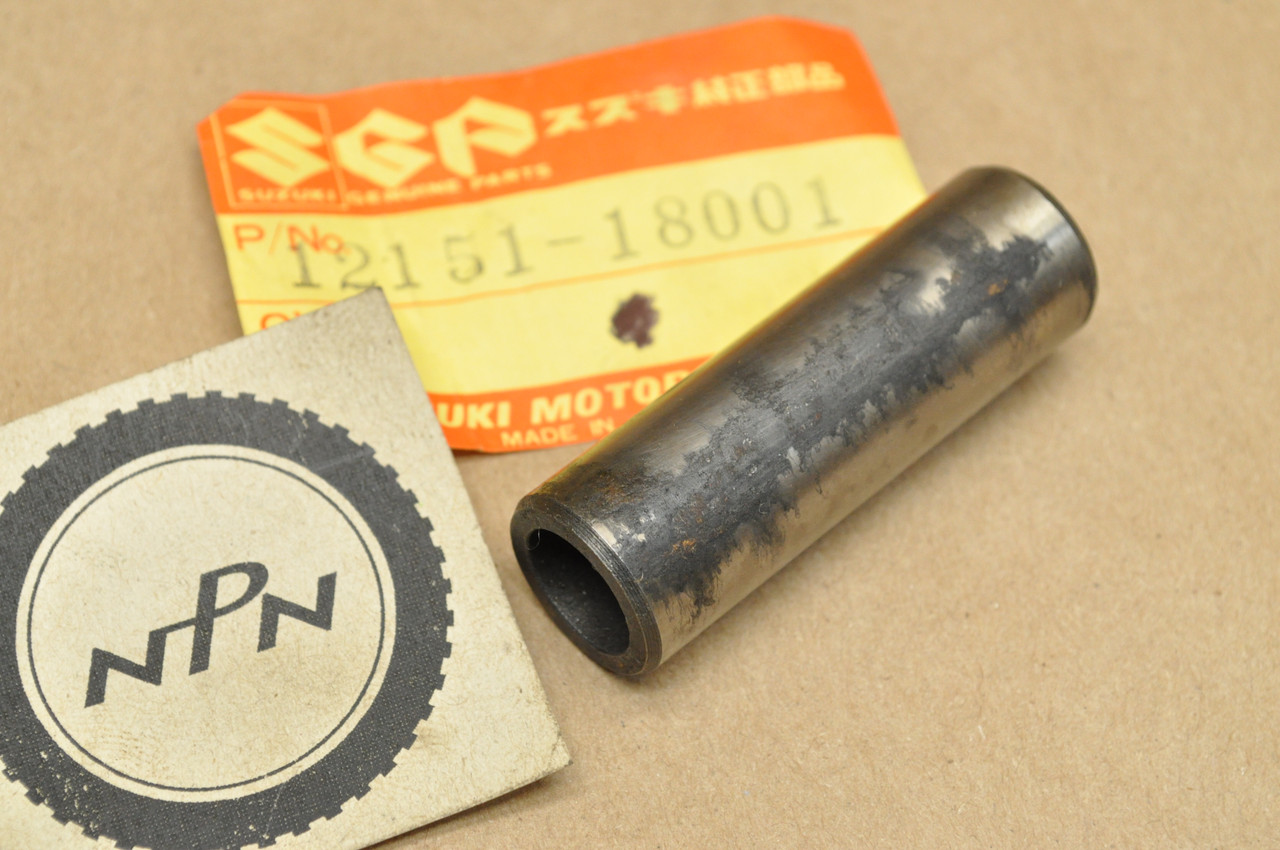 SGP スズキ純正部品
SUZUKI GENUINE PARTS
P/No. 12151-18001
UKI MOTOR
MADE IN
NPN